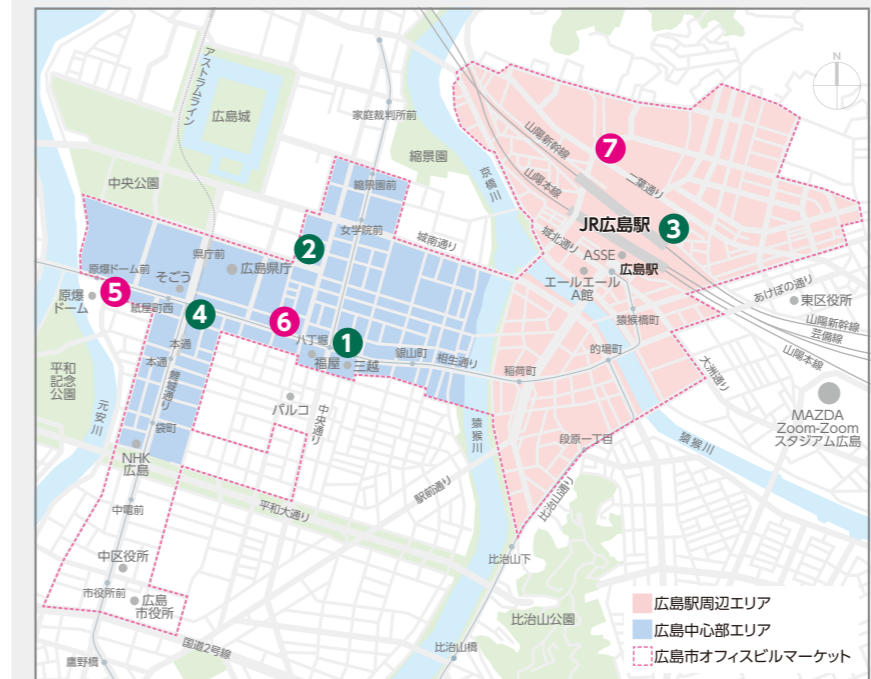 アストラムライン
広島城
家庭裁判所前
縮景園
京橋川
山陽新幹線
山陽本線
二葉通り
N
7
中央公園
縮景園前
女学院前
城南通り
城北通り
JR広島駅
3
ASSE
広島駅
エールエール
A館
2
県庁前
広島県庁
原爆ドーム前
そごう
5
原爆
ドーム
紙屋町西
4
6
八丁堀
1
福屋
三越
銀山町
相生通り
猿猴橋町
あけぼの通り
東区役所
山陽新幹線
芸備線
山陽本線
的場町
大洲通り
稲荷町
本通
本通
鯉城通り
平和
記念
公園
元安川
袋町
パルコ
中央通り
猿猴川
段原一丁目
猿猴川
MAZDA
Zoom-Zoom
スタジアム広島
NHK
広島
中電前
平和大通り
駅前通り
比治山通り
中区役所
市役所前
広島
市役所
比治山下
比治山公園
国道2号線
鷹野橋
比治山橋
広島駅周辺エリア
広島中心部エリア
広島市オフィスビルマーケット